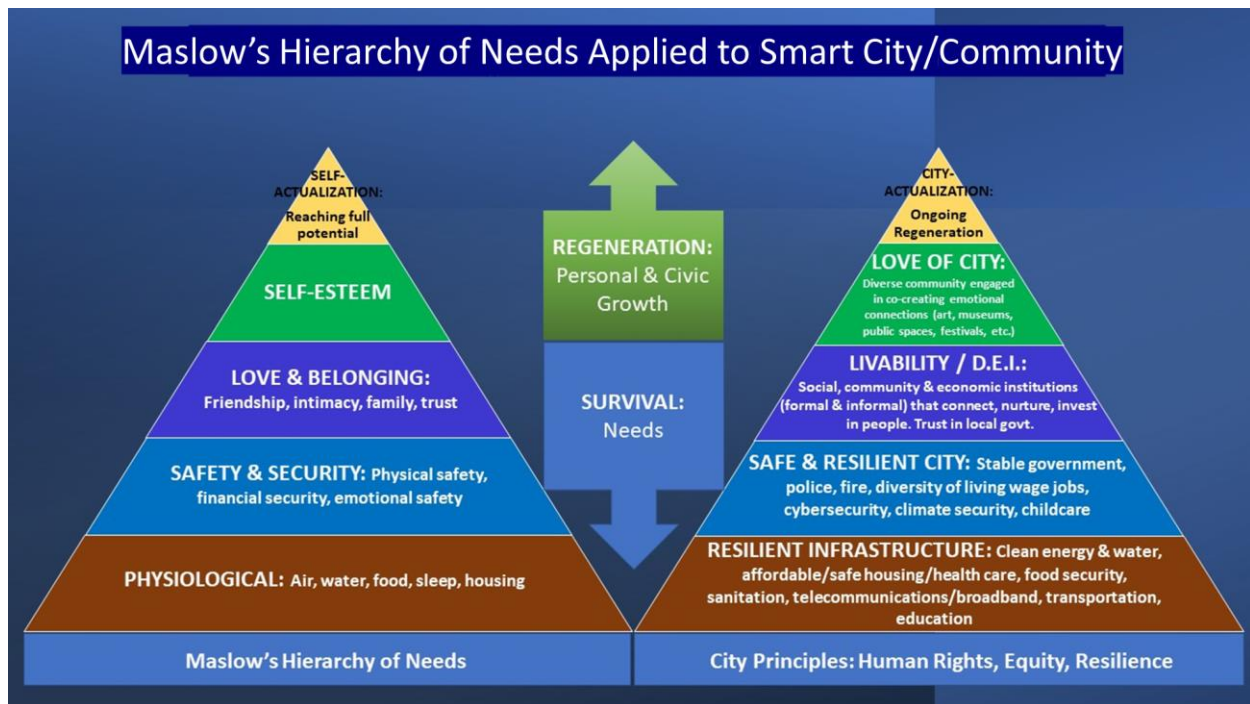 Maslow's Hierarchy of Needs Applied to Smart City/Community
SELF-
ACTUALIZATION:
Reaching full
potential
SELF-ESTEEM
LOVE & BELONGING:
Friendship, intimacy, family, trust
SAFETY & SECURITY: Physical safety,
financial security, emotional safety
PHYSIOLOGICAL: Air, water, food, sleep, housing
Maslow's Hierarchy of Needs
REGENERATION:
Personal & Civic
Growth
SURVIVAL:
Needs
CITY-
ACTUALIZATION:
Ongoing
Regeneration
LOVE OF CITY:
Diverse community engaged
in co-creating emotional
connections (art, museums,
public spaces, festivals, etc.)
LIVABILITY / D.E.I.:
Social, community & economic institutions
(formal & informal) that connect, nurture, invest
in people. Trust in local govt.
SAFE & RESILIENT CITY: Stable government,
police, fire, diversity of living wage jobs,
cybersecurity, climate security, childcare
RESILIENT INFRASTRUCTURE: Clean energy & water,
affordable/safe housing/health care, food security,
sanitation, telecommunications/broadband, transportation,
education
City Principles: Human Rights, Equity, Resilience